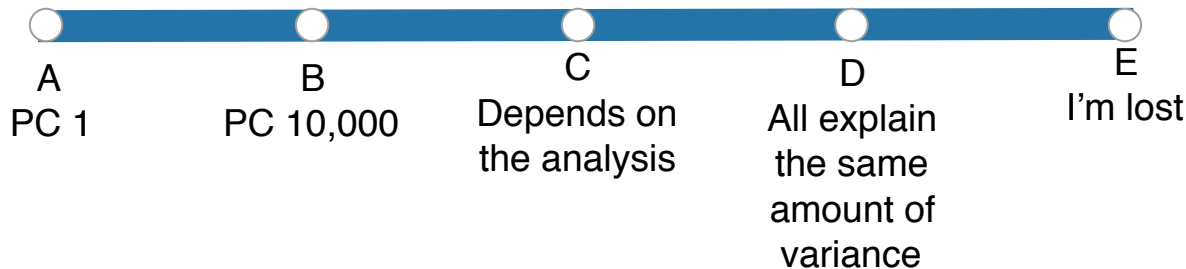 A
PC 1
B
PC 10,000
C
Depends on
the analysis
D
All explain
the same
amount of
variance
E
I'm lost